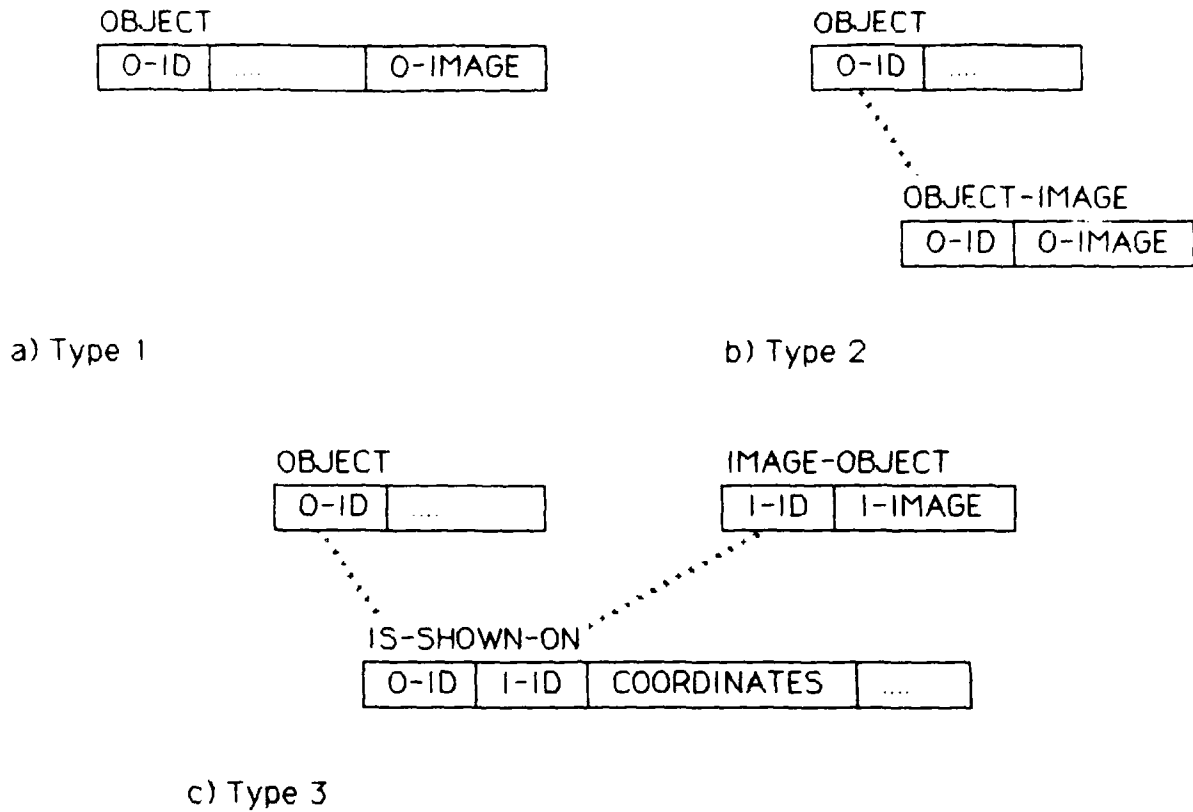 OBJECT
O-ID .... O-IMAGE
OBJECT
O-ID ....
OBJECT-IMAGE
O-ID O-IMAGE
a) Type 1
b) Type 2
OBJECT
O-ID ....
IMAGE-OBJECT
I-ID I-IMAGE
IS-SHOWN-ON
O-ID I-ID COORDINATES ....
c) Type 3